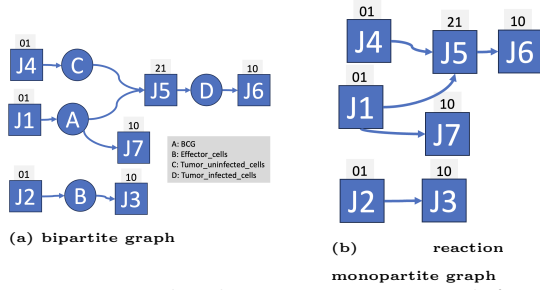 01
J4
C
21
J5
D
10
J6
01
J1
A
10
J7
A: BCG
B: Effector_cells
C: Tumor_uninfected_cells
D: Tumor_infected_cells
01
J2
B
10
J3
(a) bipartite graph
01
J4
21
J5
10
J6
01
J1
10
J7
01
J2
10
J3
(b) reaction
monopartite graph